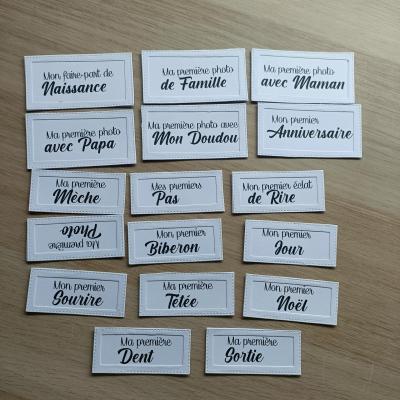 Mon faire-part de
Naissance
Ma première photo
de Famille
Ma première photo
avec Maman
Ma première photo
avec Papa
Ma première photo avec
Mon Doudou
Mon premier
Anniversaire
Ma première
Mèche
Mes premiers
Pas
Mon premier éclat
de Rire
Ma première
Photo
Mon premier
Biberon
Mon premier
Jour
Mon premier
Sourire
Ma première
Tétée
Mon premier
Noël
Ma première
Dent
Ma première
Sortie